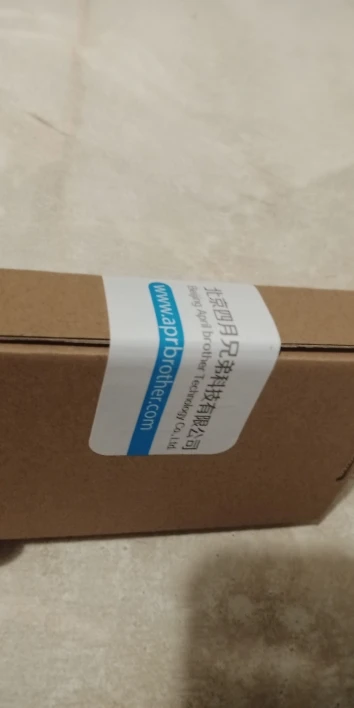 北京四月兄弟科技有限公司
Beijing April brother Technology Co., Ltd
www.aprbrother.com